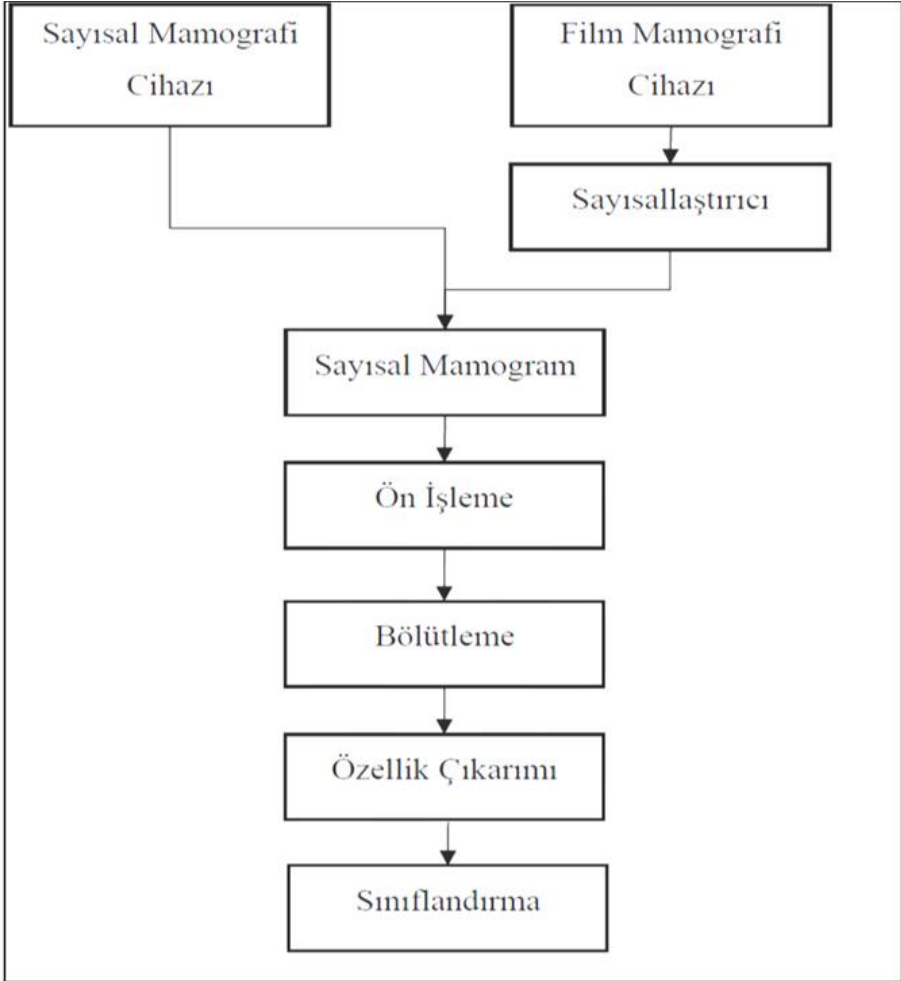 Sayısal Mamografi
Cihazı
Film Mamografi
Cihazı
Sayısallaştırıcı
Sayısal Mamogram
Ön İşleme
Bölütleme
Özellik Çıkarımı
Sınıflandırma